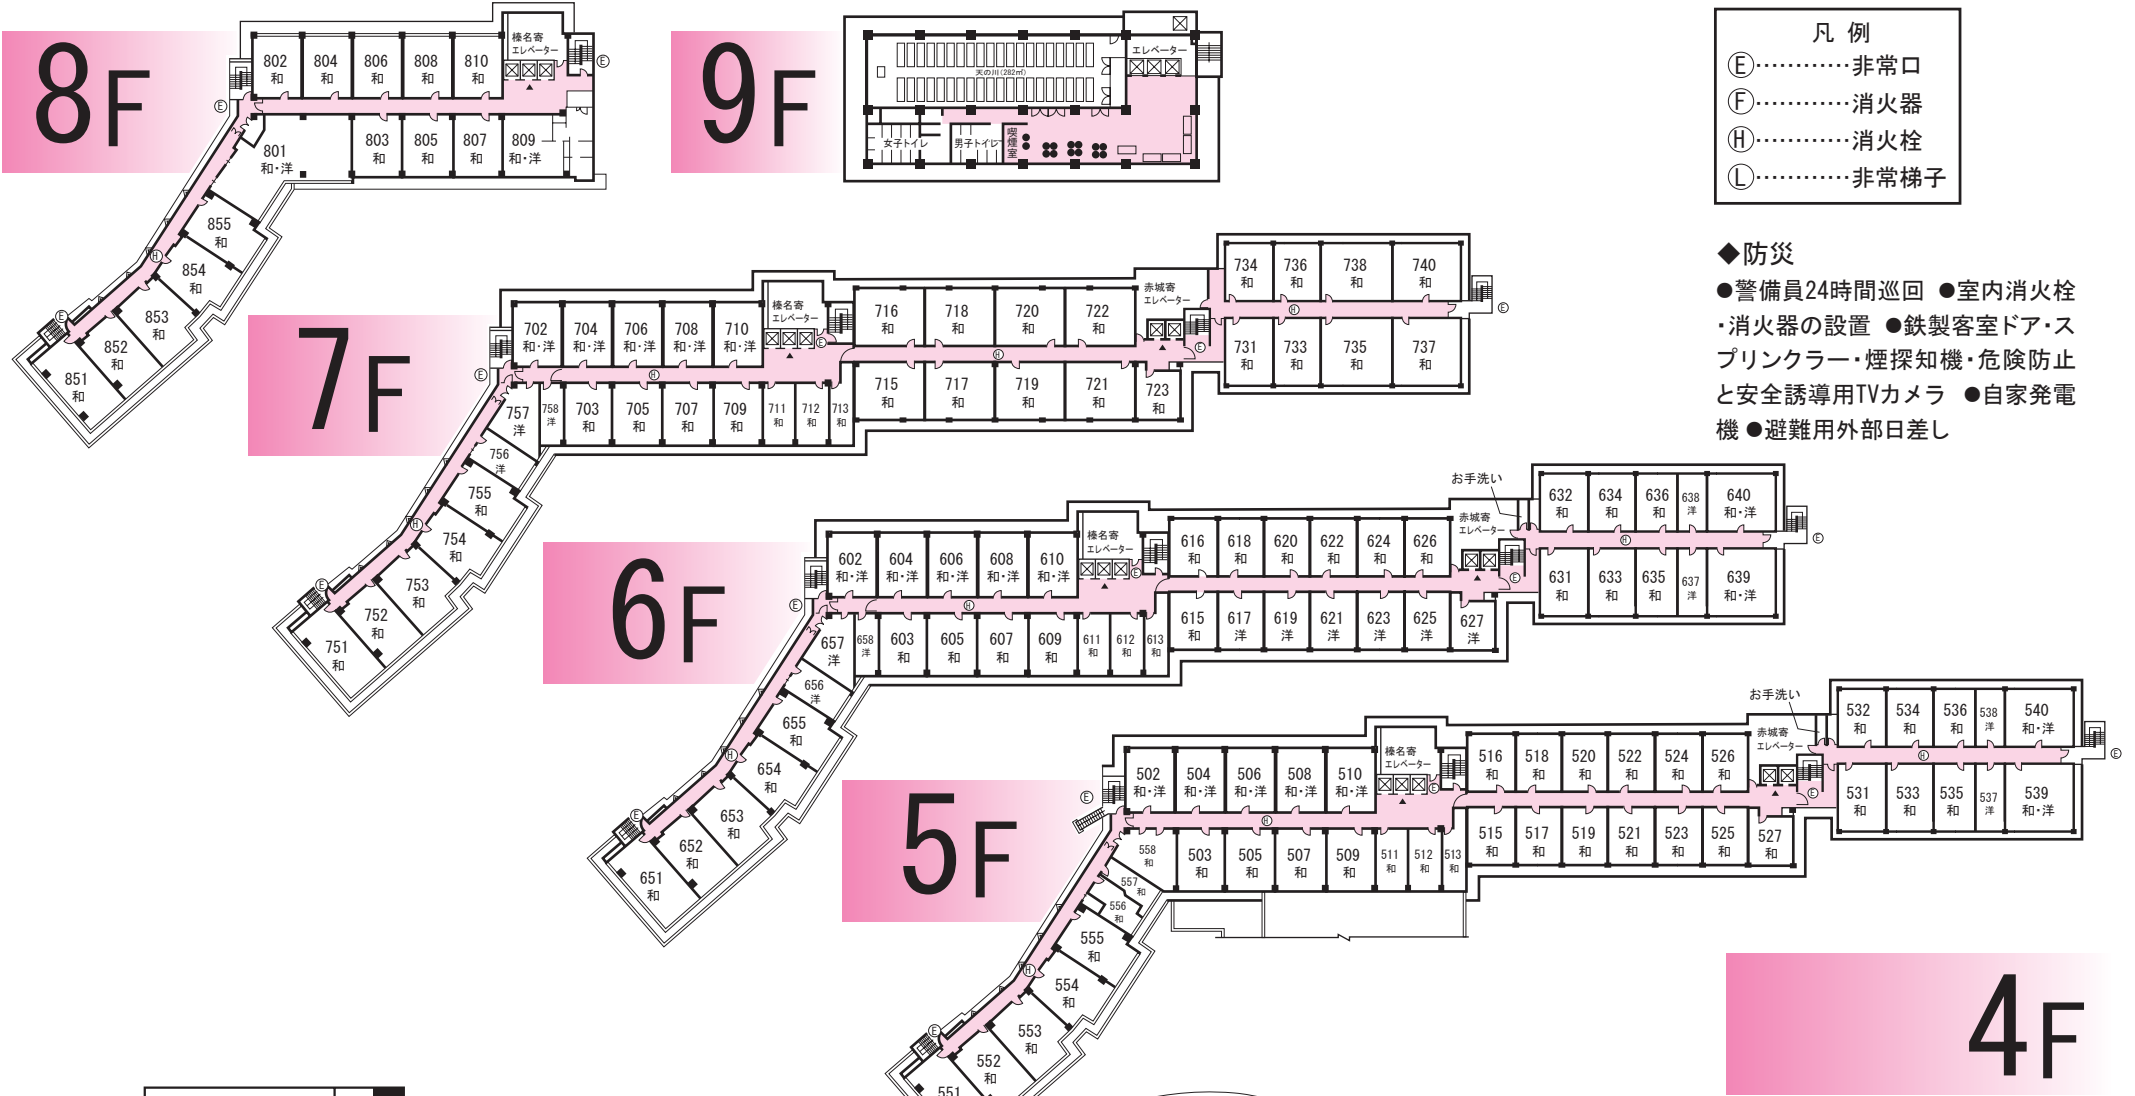 8F
802 804 806 808 810
和 和 和 和 和
榛名寄
エレベーター
Ⓔ
Ⓔ
801
和・洋
803 805 807 809
和 和 和 和・洋
855
和
Ⓗ
854
和
853
和
Ⓔ
852
和
851
和
9F
天の川(282㎡)
エレベーター
女子トイレ
男子トイレ
喫煙室
凡 例
Ⓔ…………非常口
Ⓕ…………消火器
Ⓗ…………消火栓
Ⓛ…………非常梯子
◆防災
●警備員24時間巡回 ●室内消火栓
・消火器の設置 ●鉄製客室ドア・ス
プリンクラー・煙探知機・危険防止
と安全誘導用TVカメラ ●自家発電
機 ●避難用外部日差し
7F
702 704 706 708 710
和・洋 和・洋 和・洋 和・洋 和・洋
榛名寄
エレベーター
Ⓔ
716 718 720 722
和 和 和 和
赤城寄
エレベーター
Ⓔ
734 736 738 740
和 和 和 和
Ⓗ
Ⓔ
731 733 735 737
和 和 和 和
Ⓔ
Ⓗ
Ⓗ
715 717 719 721 723
和 和 和 和 和
757 758 703 705 707 709 711 712 713
洋 洋 和 和 和 和 和 和 和
756
洋
755
和
Ⓗ
754
和
753
和
Ⓔ
752
和
751
和
6F
602 604 606 608 610
和・洋 和・洋 和・洋 和・洋 和・洋
榛名寄
エレベーター
Ⓔ
616 618 620 622 624 626
和 和 和 和 和 和
お手洗い
赤城寄
エレベーター
Ⓔ
632 634 636 638 640
和 和 和 洋 和・洋
Ⓗ
Ⓔ
631 633 635 637 639
和 和 和 洋 和・洋
Ⓔ
Ⓗ
615 617 619 621 623 625 627
和 洋 洋 洋 洋 洋 洋
657 658 603 605 607 609 611 612 613
洋 洋 和 和 和 和 和 和 和
656
洋
655
和
Ⓗ
654
和
653
和
Ⓔ
652
和
651
和
5F
502 504 506 508 510
和・洋 和・洋 和・洋 和・洋 和・洋
榛名寄
エレベーター
Ⓔ
516 518 520 522 524 526
和 和 和 和 和 和
お手洗い
赤城寄
エレベーター
Ⓔ
532 534 536 538 540
和 和 和 洋 和・洋
Ⓗ
Ⓔ
531 533 535 537 539
和 和 和 洋 和・洋
Ⓔ
Ⓗ
515 517 519 521 523 525 527
和 和 和 和 和 和 和
558 503 505 507 509 511 512 513
和 和 和 和 和 和 和 和
557
和
556
和
555
和
Ⓗ
554
和
553
和
Ⓔ
552
和
551
4F